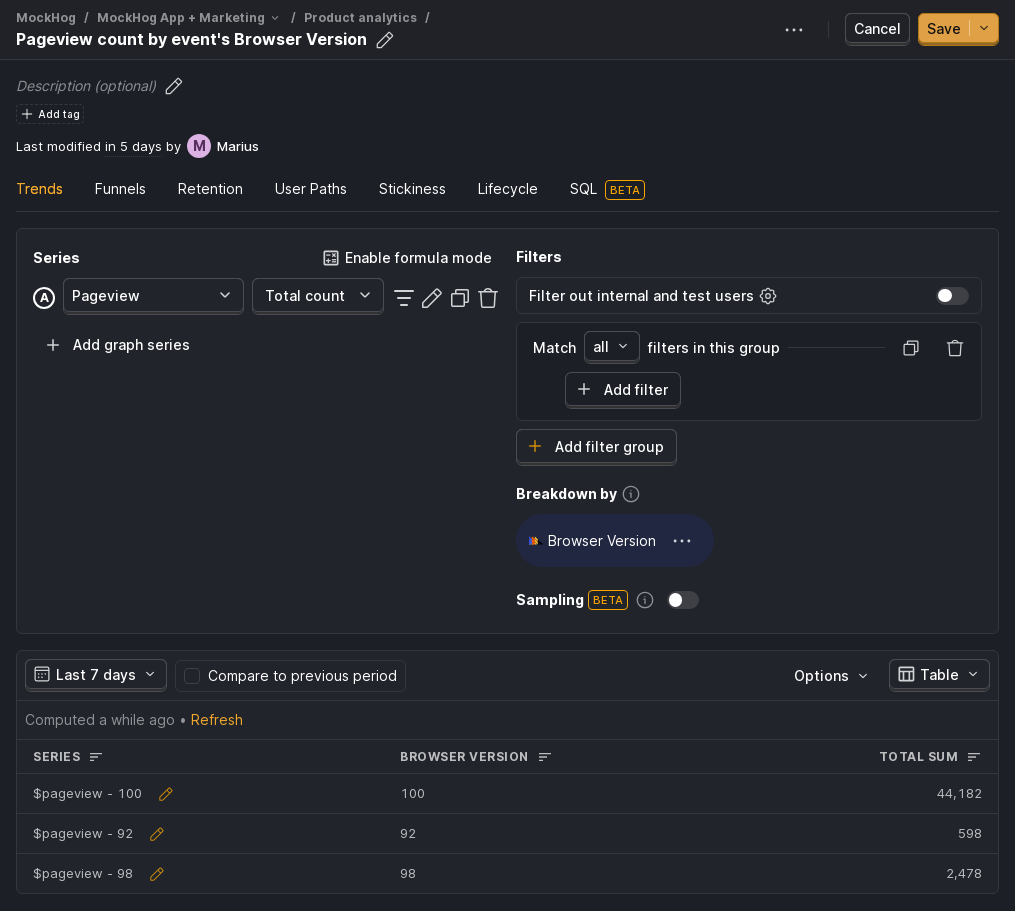 MockHog / MockHog App + Marketing / Product analytics /
Pageview count by event's Browser Version
Cancel
Save
Description (optional)
Add tag
Last modified in 5 days by M Marius
Trends Funnels Retention User Paths Stickiness Lifecycle SQL BETA
Series
Enable formula mode
A Pageview Total count
Add graph series
Filters
Filter out internal and test users
Match all filters in this group
Add filter
Add filter group
Breakdown by
Browser Version
Sampling BETA
Last 7 days Compare to previous period Options Table
Computed a while ago • Refresh
SERIES BROWSER VERSION TOTAL SUM
$pageview - 100 100 44,182
$pageview - 92 92 598
$pageview - 98 98 2,478